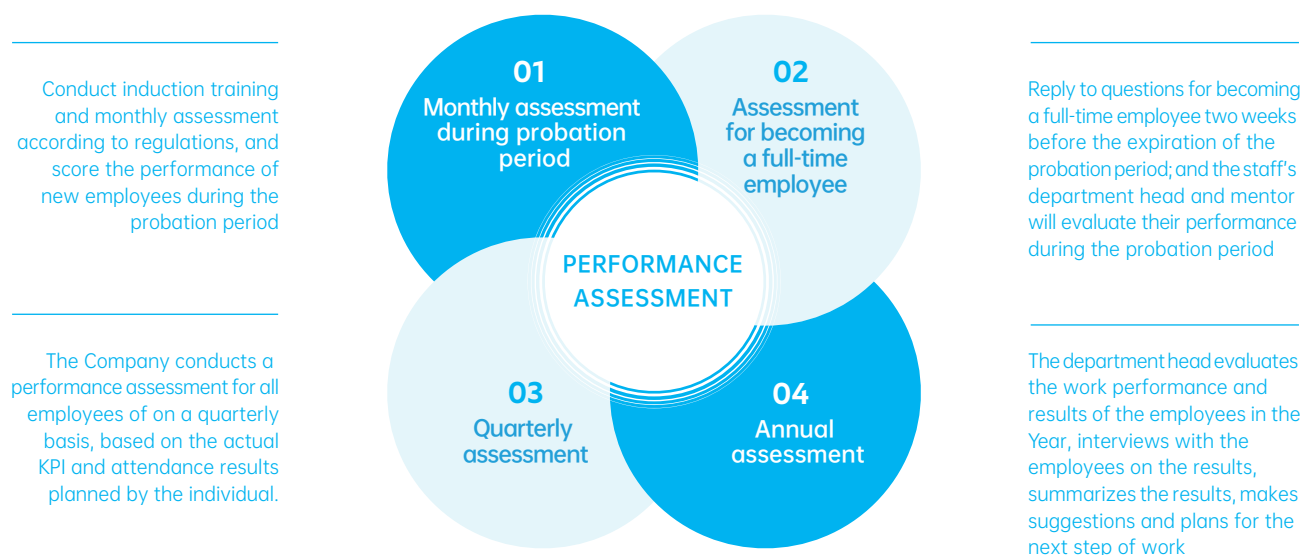 Conduct induction training
and monthly assessment
according to regulations, and
score the performance of
new employees during the
probation period
01
Monthly assessment
during probation
period
02
Assessment
for becoming
a full-time
employee
Reply to questions for becoming
a full-time employee two weeks
before the expiration of the
probation period; and the staff's
department head and mentor
will evaluate their performance
during the probation period
PERFORMANCE
ASSESSMENT
The Company conducts a
performance assessment for all
employees of on a quarterly
basis, based on the actual
KPI and attendance results
planned by the individual.
03
Quarterly
assessment
04
Annual
assessment
The department head evaluates
the work performance and
results of the employees in the
Year, interviews with the
employees on the results,
summarizes the results, makes
suggestions and plans for the
next step of work